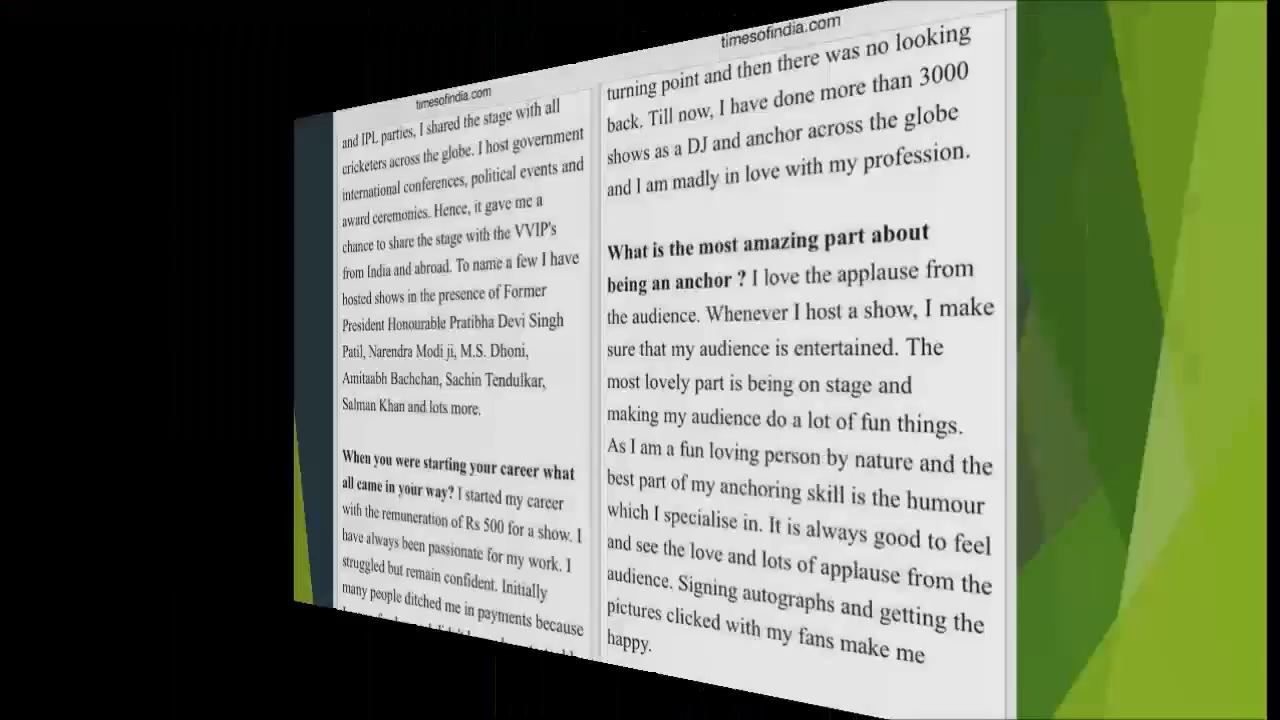 timesofindia.com
and IPL parties, I shared the stage with all
cricketers across the globe. I host government
international conferences, political events and
award ceremonies. Hence, it gave me a
chance to share the stage with the VVIP's
from India and abroad. To name a few I have
hosted shows in the presence of Former
President Honourable Pratibha Devi Singh
Patil, Narendra Modi ji, M.S. Dhoni,
Amitaabh Bachchan, Sachin Tendulkar,
Salman Khan and lots more.
When you were starting your career what
all came in your way? I started my career
with the remuneration of Rs 500 for a show. I
have always been passionate for my work. I
struggled but remain confident. Initially
many people ditched me in payments because
timesofindia.com
turning point and then there was no looking
back. Till now, I have done more than 3000
shows as a DJ and anchor across the globe
and I am madly in love with my profession.
What is the most amazing part about
being an anchor ? I love the applause from
the audience. Whenever I host a show, I make
sure that my audience is entertained. The
most lovely part is being on stage and
making my audience do a lot of fun things.
As I am a fun loving person by nature and the
best part of my anchoring skill is the humour
which I specialise in. It is always good to feel
and see the love and lots of applause from the
audience. Signing autographs and getting the
pictures clicked with my fans make me
happy.